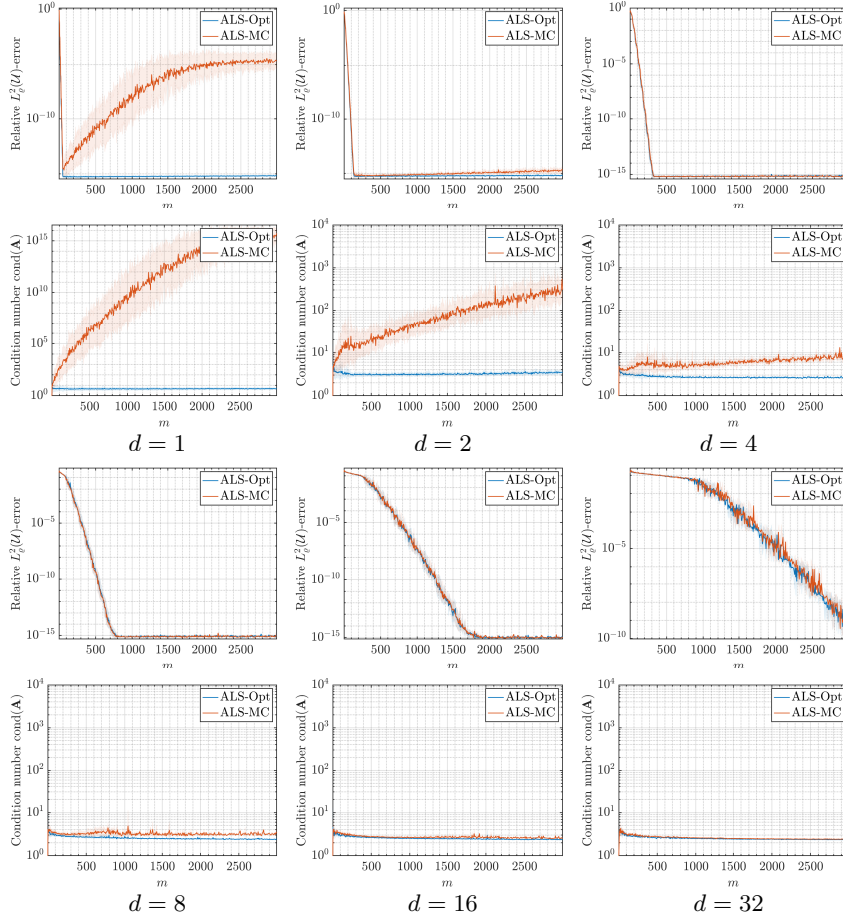 10^0
10^{-10}
Relative L^2_ϱ(𝒰)-error
ALS-Opt
ALS-MC
500 1000 1500 2000 2500
m
10^0
10^{-5}
10^{-10}
Relative L^2_ϱ(𝒰)-error
ALS-Opt
ALS-MC
500 1000 1500 2000 2500
m
10^0
10^{-5}
10^{-10}
10^{-15}
Relative L^2_ϱ(𝒰)-error
ALS-Opt
ALS-MC
500 1000 1500 2000 2500
m
10^{15}
10^{10}
10^5
10^0
Condition number cond(A)
ALS-Opt
ALS-MC
500 1000 1500 2000 2500
m
d = 1
10^4
10^3
10^2
10^1
10^0
Condition number cond(A)
ALS-Opt
ALS-MC
500 1000 1500 2000 2500
m
d = 2
10^4
10^3
10^2
10^1
10^0
Condition number cond(A)
ALS-Opt
ALS-MC
500 1000 1500 2000 2500
m
d = 4
10^{-5}
10^{-10}
10^{-15}
Relative L^2_ϱ(𝒰)-error
ALS-Opt
ALS-MC
500 1000 1500 2000 2500
m
10^{-5}
10^{-10}
10^{-15}
Relative L^2_ϱ(𝒰)-error
ALS-Opt
ALS-MC
500 1000 1500 2000 2500
m
10^{-5}
10^{-10}
Relative L^2_ϱ(𝒰)-error
ALS-Opt
ALS-MC
500 1000 1500 2000 2500
m
10^4
10^3
10^2
10^1
10^0
Condition number cond(A)
ALS-Opt
ALS-MC
500 1000 1500 2000 2500
m
d = 8
10^4
10^3
10^2
10^1
10^0
Condition number cond(A)
ALS-Opt
ALS-MC
500 1000 1500 2000 2500
m
d = 16
10^4
10^3
10^2
10^1
10^0
Condition number cond(A)
ALS-Opt
ALS-MC
500 1000 1500 2000 2500
m
d = 32